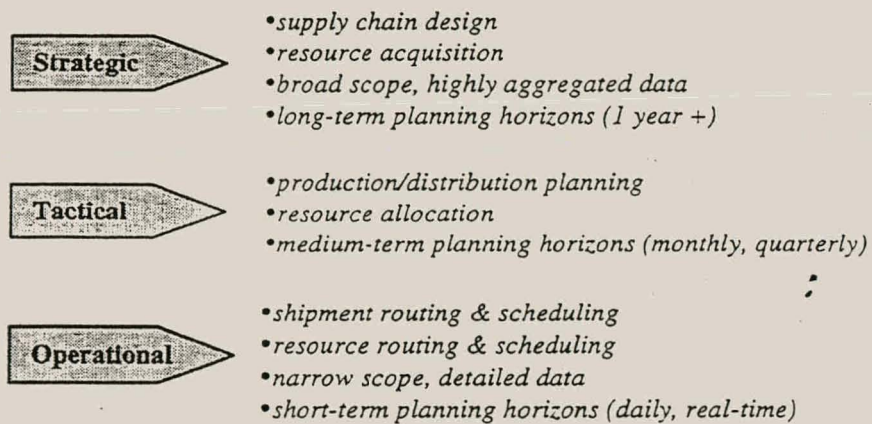 Strategic
•supply chain design
•resource acquisition
•broad scope, highly aggregated data
•long-term planning horizons (1 year +)
Tactical
•production/distribution planning
•resource allocation
•medium-term planning horizons (monthly, quarterly)
Operational
•shipment routing & scheduling
•resource routing & scheduling
•narrow scope, detailed data
•short-term planning horizons (daily, real-time)